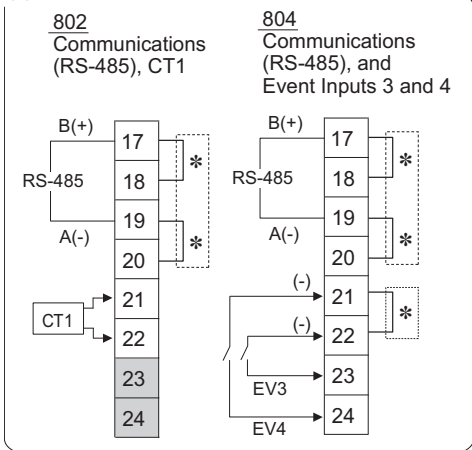 802
Communications
(RS-485), CT1
B(+)
RS-485
A(-)
17
18
19
20
21
22
23
24
*
*
CT1
804
Communications
(RS-485), and
Event Inputs 3 and 4
B(+)
RS-485
A(-)
(-)
(-)
EV3
EV4
17
18
19
20
21
22
23
24
*
*
*